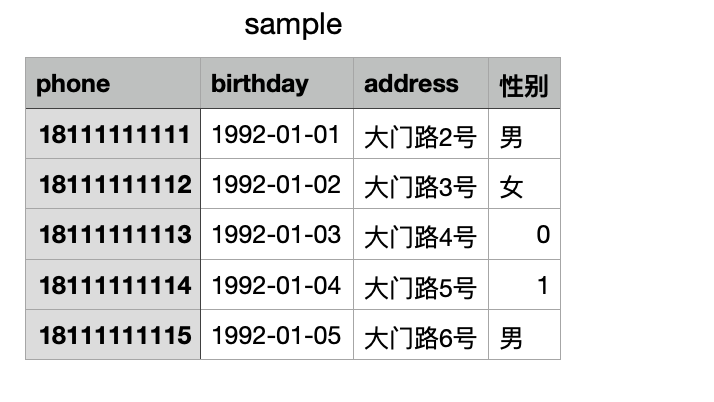 sample
phone birthday address 性别
18111111111 1992-01-01 大门路2号 男
18111111112 1992-01-02 大门路3号 女
18111111113 1992-01-03 大门路4号 0
18111111114 1992-01-04 大门路5号 1
18111111115 1992-01-05 大门路6号 男